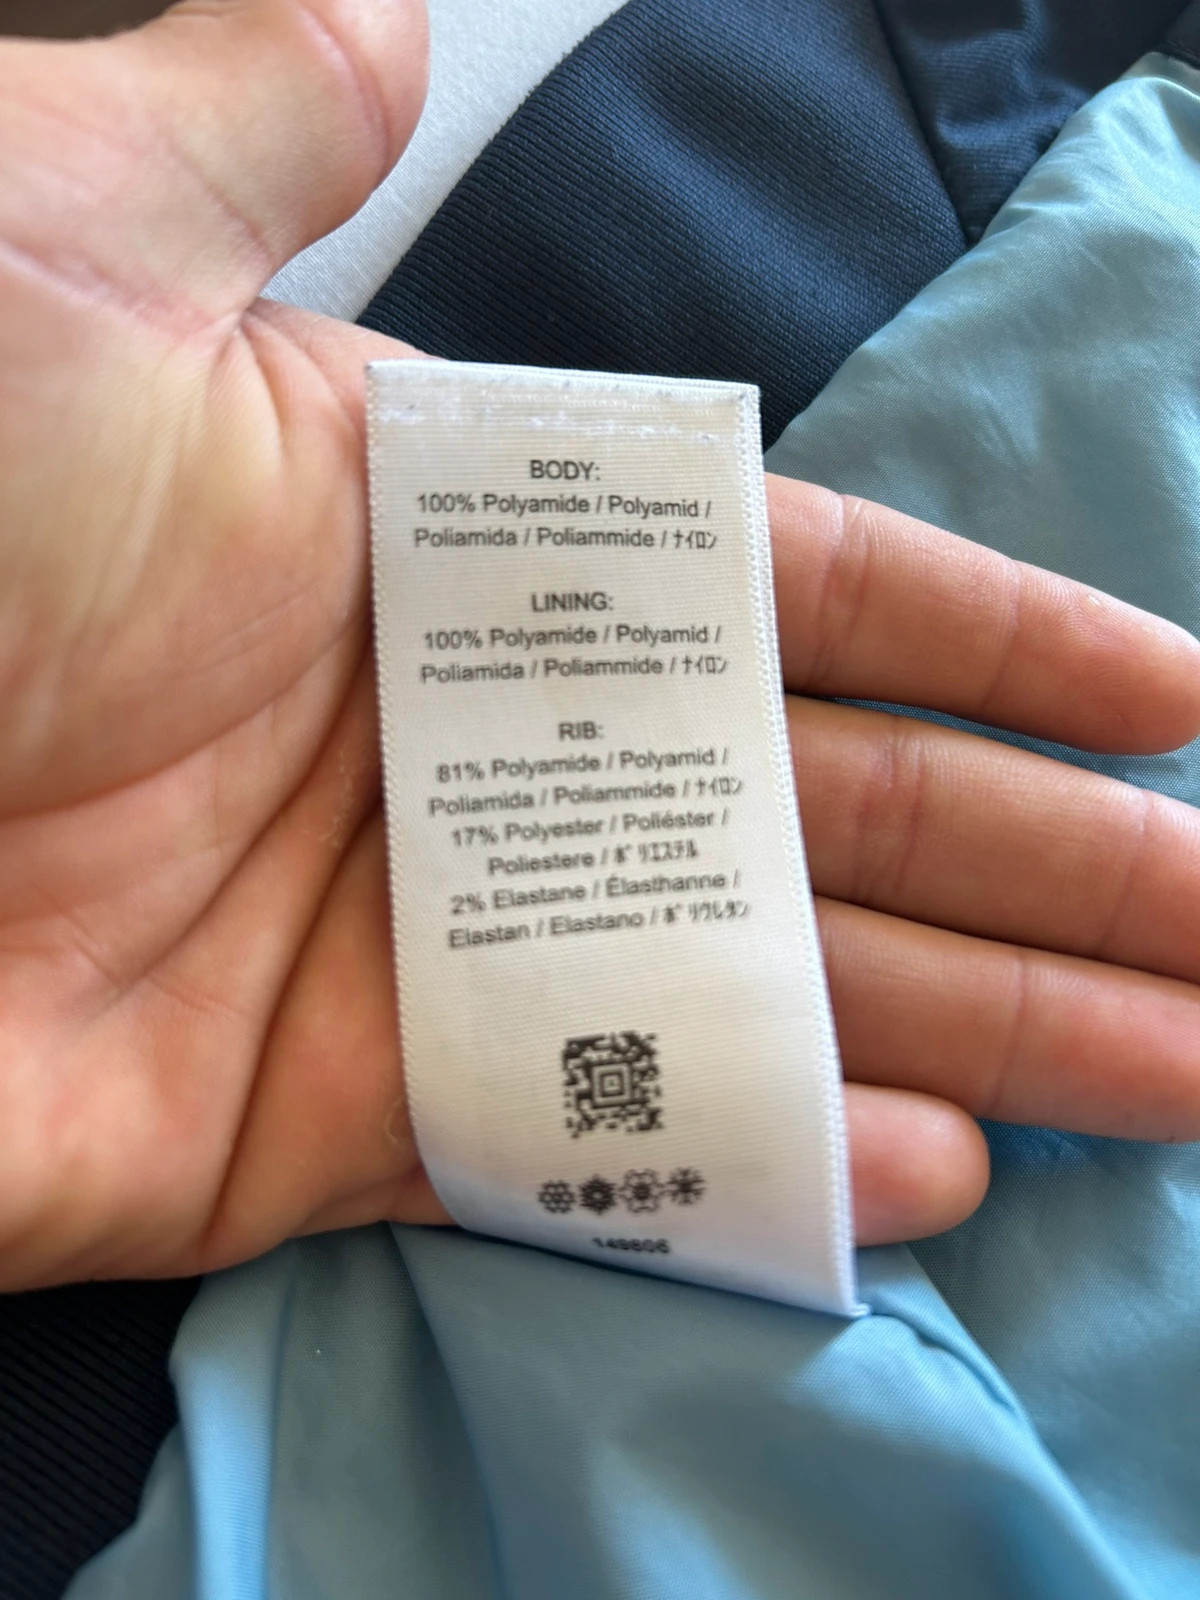 BODY:
100% Polyamide / Polyamid /
Poliamida / Poliammide / ナイロン
LINING:
100% Polyamide / Polyamid /
Poliamida / Poliammide / ナイロン
RIB:
81% Polyamide / Polyamid /
Poliamida / Poliammide / ナイロン
17% Polyester / Poliéster /
Poliestere / ポリエステル
2% Elastane / Élasthanne /
Elastan / Elastano / ポリウレタン
149606